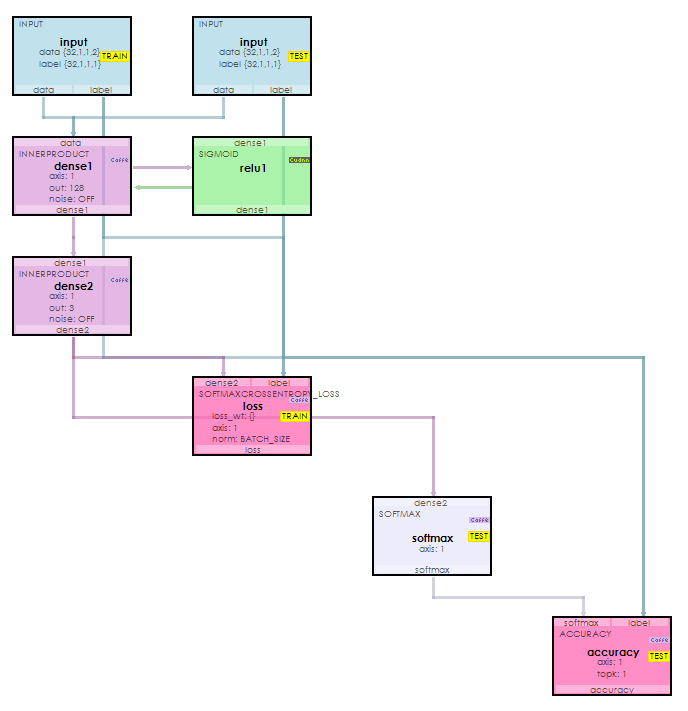 INPUT
input
data {32,1,1,2}
TRAIN
label {32,1,1,1}
data label
INPUT
input
data {32,1,1,2}
TEST
label {32,1,1,1}
data label
data
INNERPRODUCT
Caffe
dense1
axis: 1
out: 128
noise: OFF
dense1
dense1
SIGMOID
Cudnn
relu1
dense1
dense1
INNERPRODUCT
Caffe
dense2
axis: 1
out: 3
noise: OFF
dense2
dense2 label
SOFTMAXCROSSENTROPY_LOSS
Caffe
loss
loss_wt: {}
TRAIN
axis: 1
norm: BATCH_SIZE
loss
dense2
SOFTMAX
Caffe
softmax
TEST
axis: 1
softmax
softmax label
ACCURACY
Caffe
accuracy
TEST
axis: 1
topk: 1
accuracy